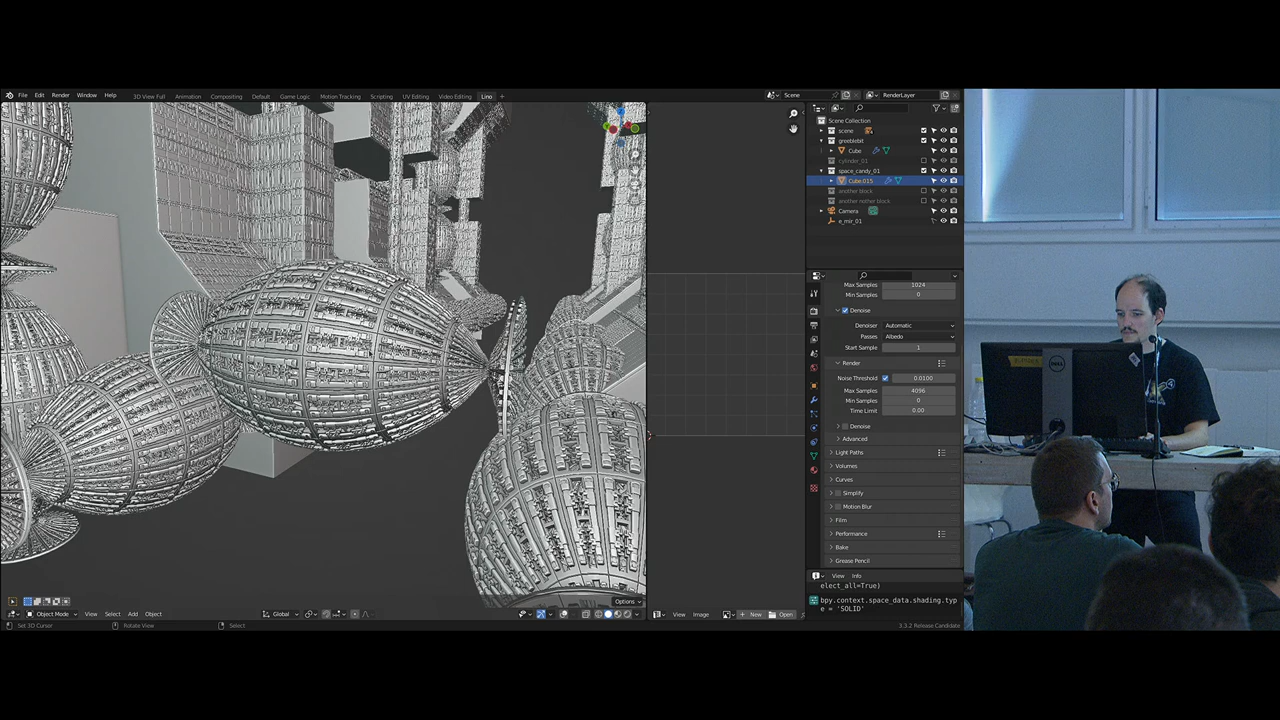 File Edit Render Window Help 3D View Full Animation Compositing Default Game Logic Motion Tracking Scripting UV Editing Video Editing Lino + Scene RenderLayer
Scene Collection
scene
greeblebit
Cube
cylinder_01
space_candy_01
Cube.015
another block
another nother block
Camera
e_mir_01
Max Samples 1024
Min Samples 0
Denoise
Denoiser Automatic
Passes Albedo
Start Sample 1
Render
Noise Threshold 0.0100
Max Samples 4096
Min Samples 0
Time Limit 0.00
Denoise
Advanced
Light Paths
Volumes
Curves
Simplify
Motion Blur
Film
Performance
Bake
Grease Pencil
View Info
elect_all=True)
bpy.context.space_data.shading.typ
e = 'SOLID'
Options
Object Mode View Select Add Object Global View Image New Open
Set 3D Cursor Rotate View Select 3.3.2 Release Candidate
DELL